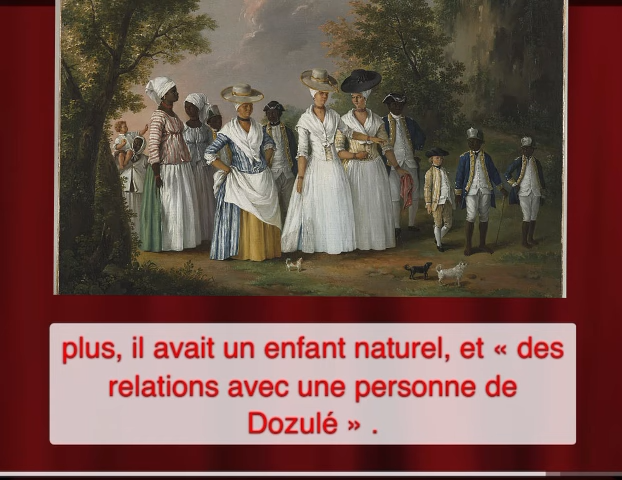 plus, il avait un enfant naturel, et « des
relations avec une personne de
Dozulé » .